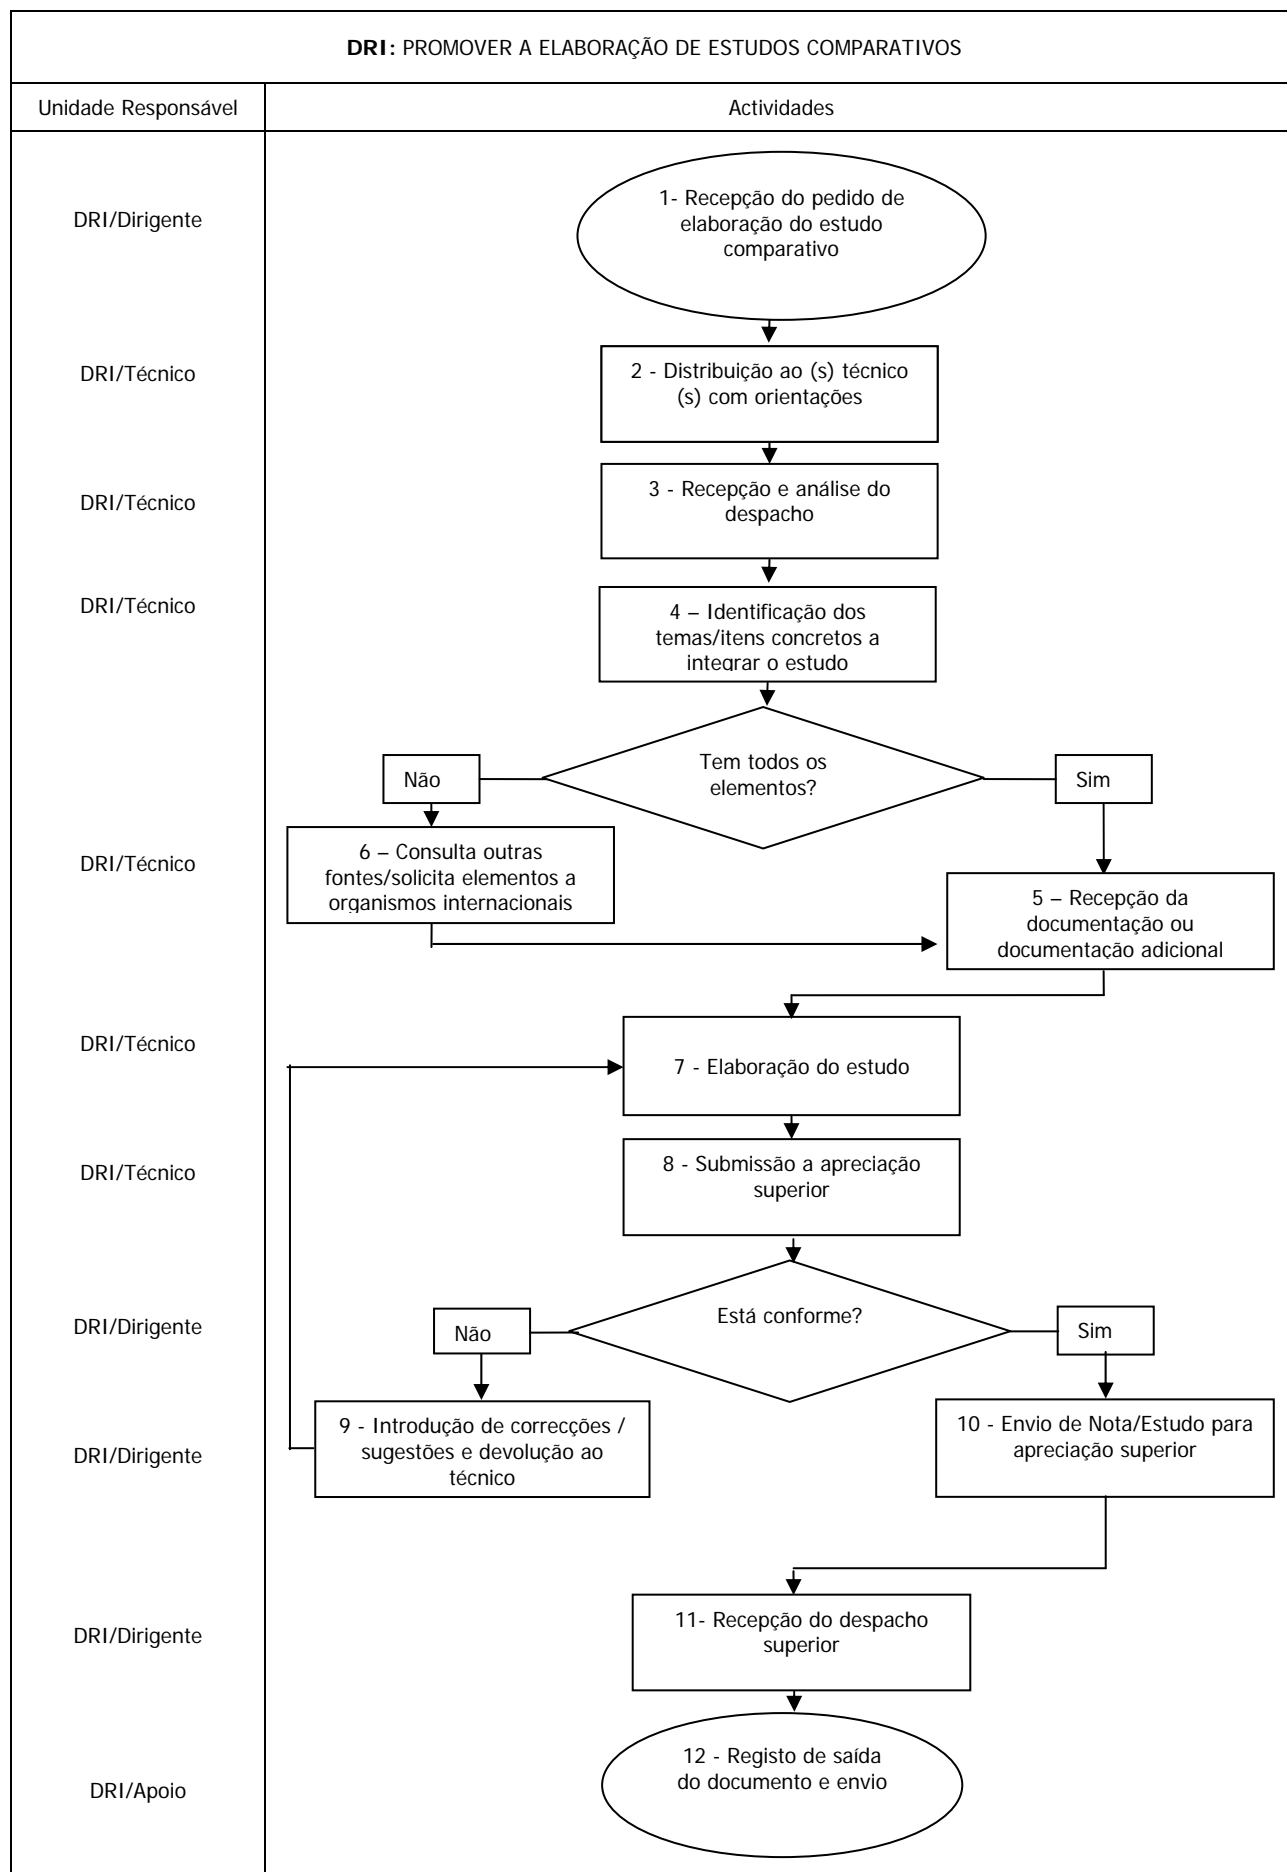 DRI: PROMOVER A ELABORAÇÃO DE ESTUDOS COMPARATIVOS
Unidade Responsável
Actividades
DRI/Dirigente
1- Recepção do pedido de
elaboração do estudo
comparativo
DRI/Técnico
2 - Distribuição ao (s) técnico
(s) com orientações
DRI/Técnico
3 - Recepção e análise do
despacho
DRI/Técnico
4 – Identificação dos
temas/itens concretos a
integrar o estudo
Tem todos os
elementos?
Não
Sim
DRI/Técnico
6 – Consulta outras
fontes/solicita elementos a
organismos internacionais
5 – Recepção da
documentação ou
documentação adicional
DRI/Técnico
7 - Elaboração do estudo
DRI/Técnico
8 - Submissão a apreciação
superior
DRI/Dirigente
Está conforme?
Não
Sim
DRI/Dirigente
9 - Introdução de correcções /
sugestões e devolução ao
técnico
10 - Envio de Nota/Estudo para
apreciação superior
DRI/Dirigente
11- Recepção do despacho
superior
DRI/Apoio
12 - Registo de saída
do documento e envio